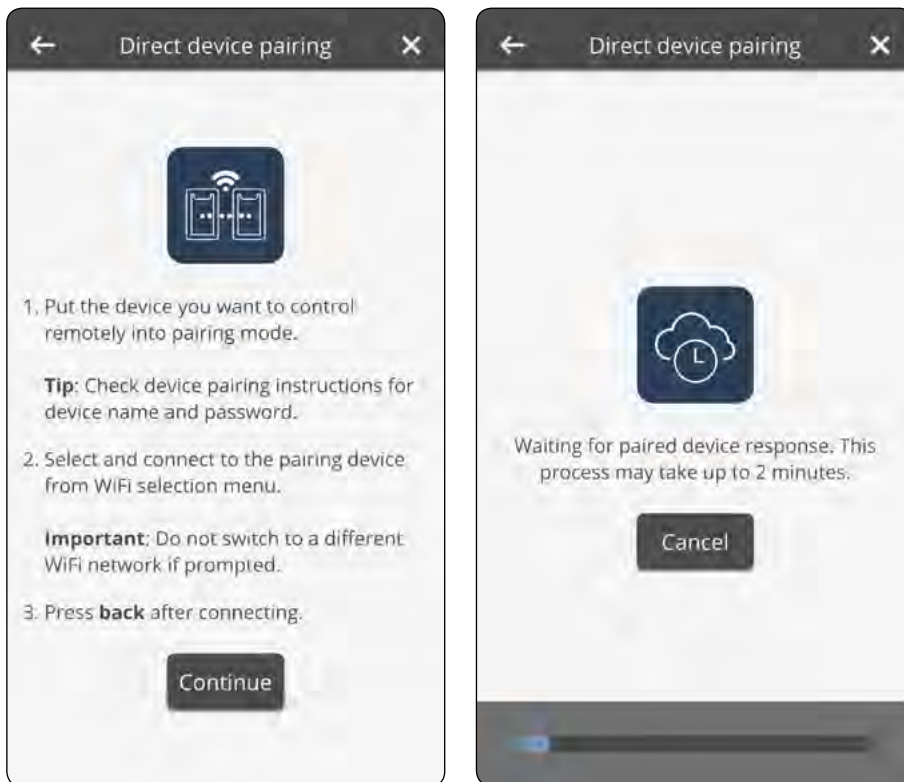 Direct device pairing
1. Put the device you want to control
remotely into pairing mode.
Tip: Check device pairing instructions for
device name and password.
2. Select and connect to the pairing device
from WiFi selection menu.
Important: Do not switch to a different
WiFi network if prompted.
3. Press back after connecting.
Continue
Direct device pairing
Waiting for paired device response. This
process may take up to 2 minutes.
Cancel